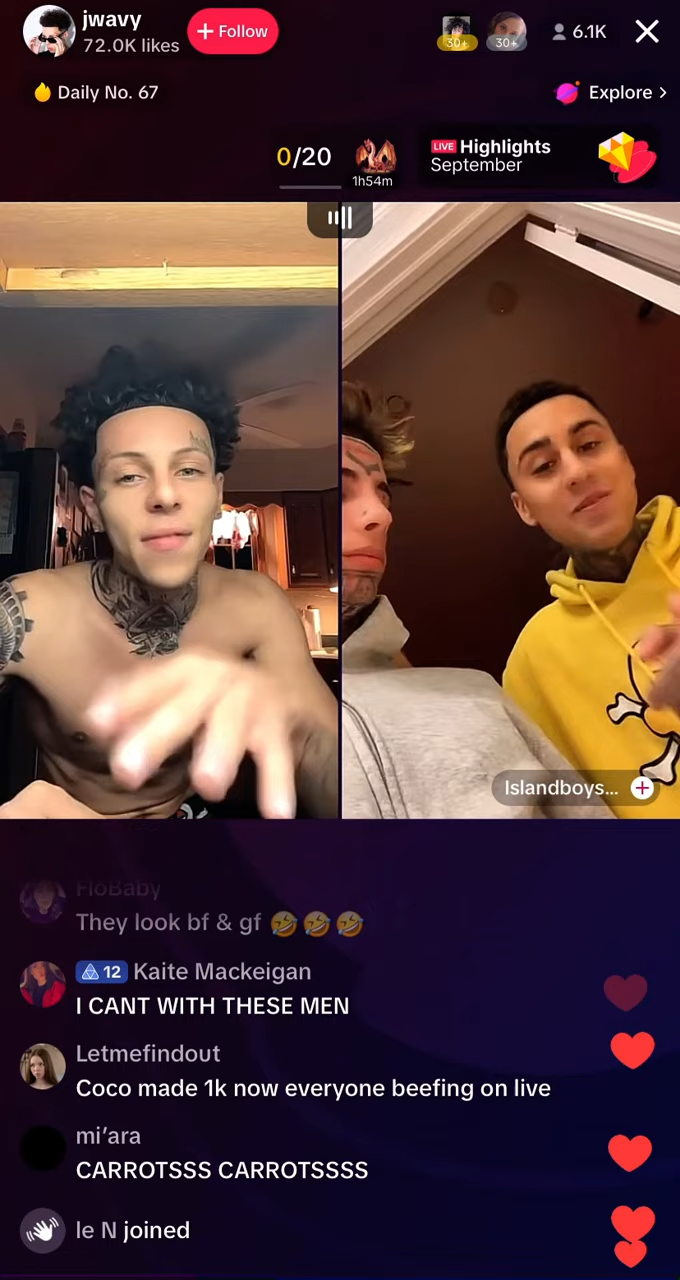 jwavy
72.0K likes
+ Follow
30+
30+
6.1K
Daily No. 67
Explore >
0/20
1h54m
LIVE Highlights
September
Islandboys... +
FloBaby
They look bf & gf 🤣🤣🤣
12 Kaite Mackeigan
I CANT WITH THESE MEN
Letmefindout
Coco made 1k now everyone beefing on live
mi’ara
CARROTSSS CARROTSSSS
le N joined